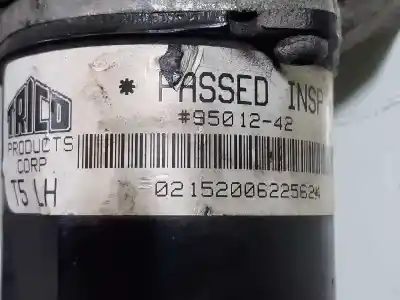 TRICO
PRODUCTS
CORP
T5 LH
* PASSED INSP
#95012-42
02152006225624